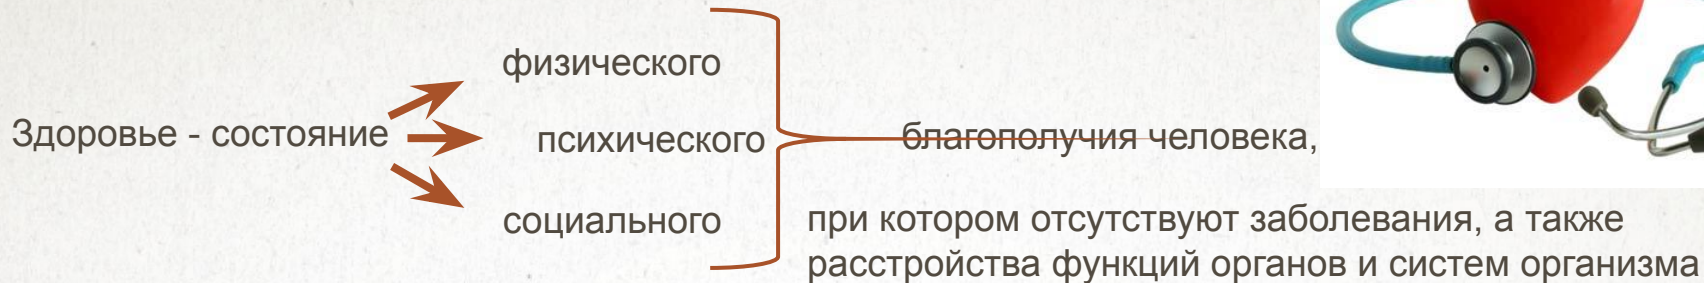 физического
Здоровье - состояние психического благополучия человека,
социального
при котором отсутствуют заболевания, а также
расстройства функций органов и систем организма